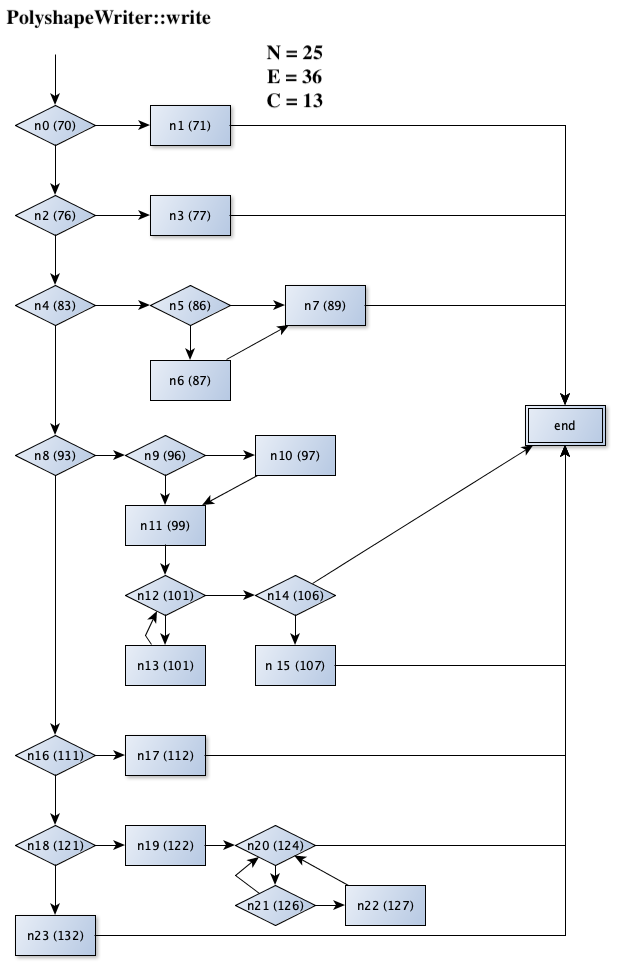 PolyshapeWriter::write
N = 25
E = 36
C = 13
n0 (70)
n1 (71)
n2 (76)
n3 (77)
n4 (83)
n5 (86)
n7 (89)
n6 (87)
end
n8 (93)
n9 (96)
n10 (97)
n11 (99)
n12 (101)
n14 (106)
n13 (101)
n 15 (107)
n16 (111)
n17 (112)
n18 (121)
n19 (122)
n20 (124)
n21 (126)
n22 (127)
n23 (132)